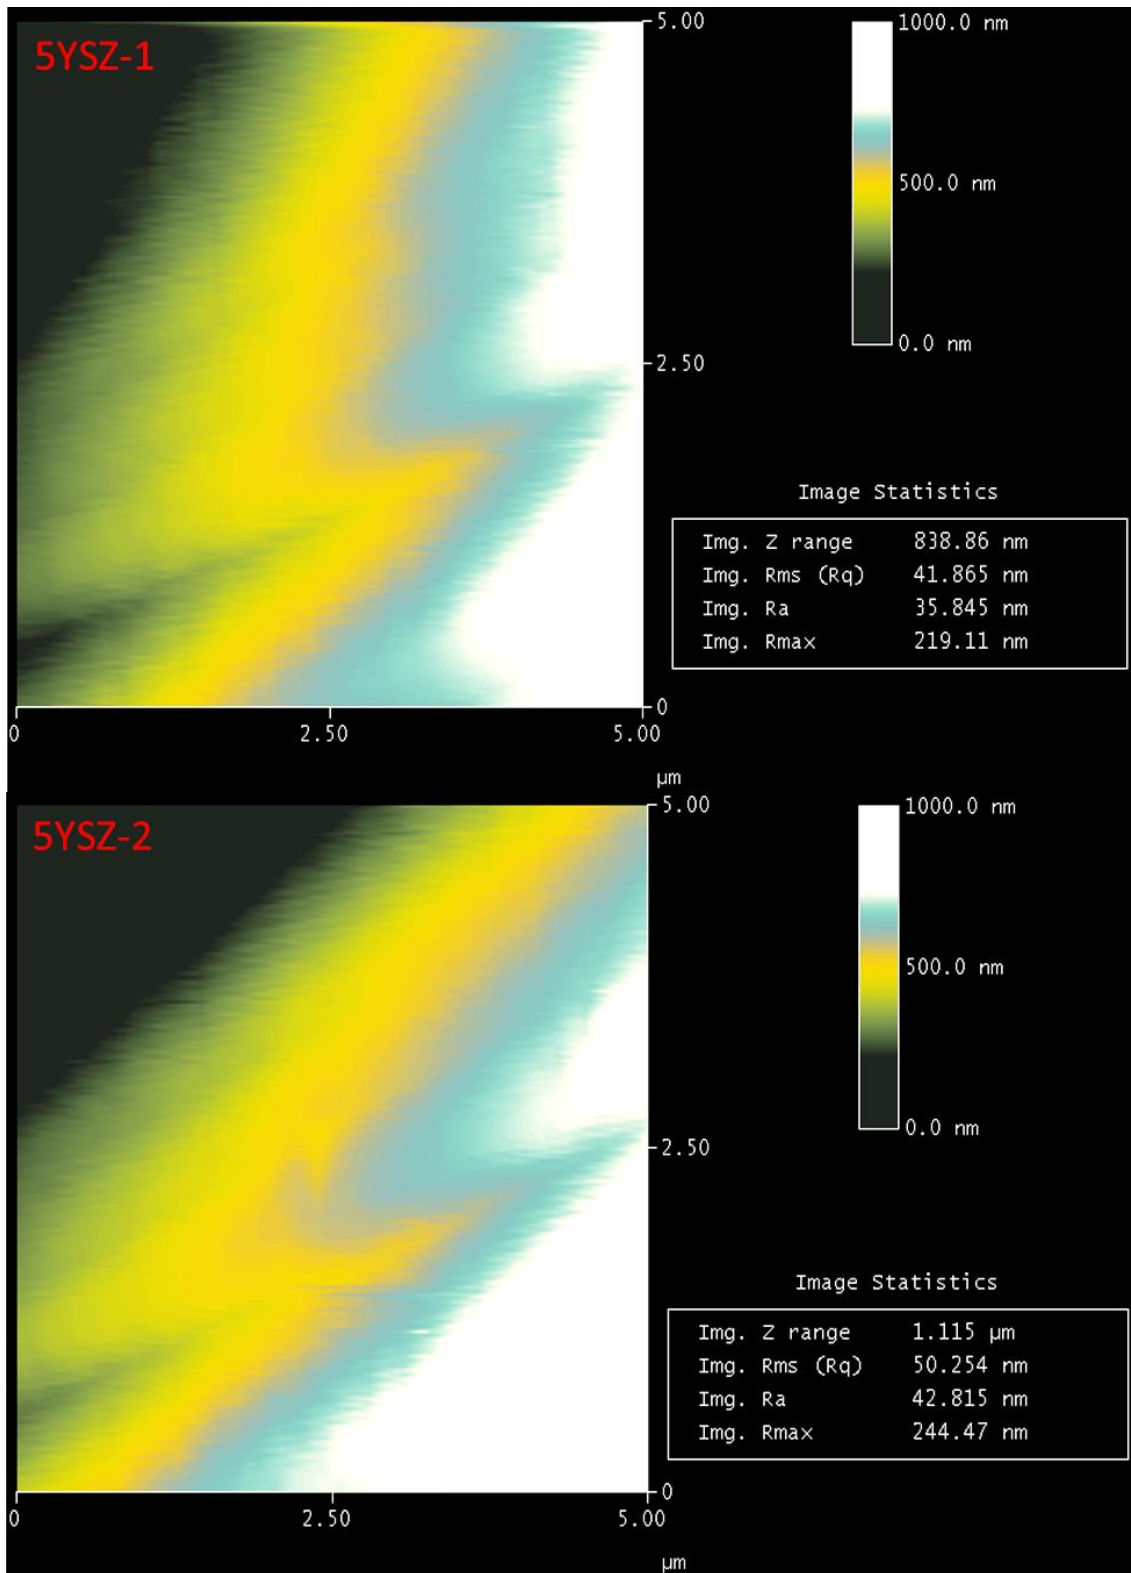 5YSZ-1
5.00
2.50
0
0 2.50 5.00
µm
1000.0 nm
500.0 nm
0.0 nm
Image Statistics
Img. Z range 838.86 nm
Img. Rms (Rq) 41.865 nm
Img. Ra 35.845 nm
Img. Rmax 219.11 nm
5YSZ-2
5.00
2.50
0
0 2.50 5.00
µm
1000.0 nm
500.0 nm
0.0 nm
Image Statistics
Img. Z range 1.115 µm
Img. Rms (Rq) 50.254 nm
Img. Ra 42.815 nm
Img. Rmax 244.47 nm